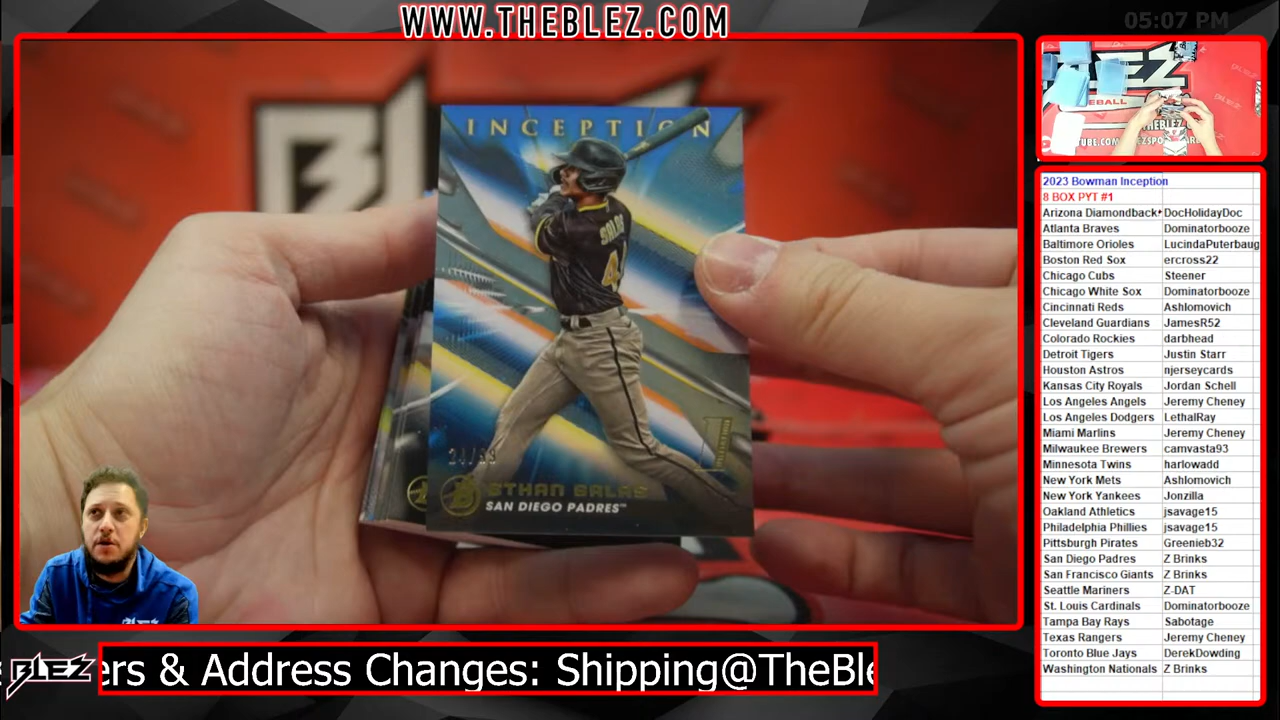 WWW.THEBLEZ.COM
05:07 PM
INCEPTION
SALAS
4
ETHAN SALAS
SAN DIEGO PADRES™
BLEZ
ers & Address Changes: Shipping@TheBle
2023 Bowman Inception
8 BOX PYT #1
Arizona Diamondback DocHolidayDoc
Atlanta Braves Dominatorbooze
Baltimore Orioles LucindaPuterbaug
Boston Red Sox ercross22
Chicago Cubs Steener
Chicago White Sox Dominatorbooze
Cincinnati Reds Ashlomovich
Cleveland Guardians JamesR52
Colorado Rockies darbhead
Detroit Tigers Justin Starr
Houston Astros njerseycards
Kansas City Royals Jordan Schell
Los Angeles Angels Jeremy Cheney
Los Angeles Dodgers LethalRay
Miami Marlins Jeremy Cheney
Milwaukee Brewers camvasta93
Minnesota Twins harlowadd
New York Mets Ashlomovich
New York Yankees Jonzilla
Oakland Athletics jsavage15
Philadelphia Phillies jsavage15
Pittsburgh Pirates Greenieb32
San Diego Padres Z Brinks
San Francisco Giants Z Brinks
Seattle Mariners Z-DAT
St. Louis Cardinals Dominatorbooze
Tampa Bay Rays Sabotage
Texas Rangers Jeremy Cheney
Toronto Blue Jays DerekDowding
Washington Nationals Z Brinks